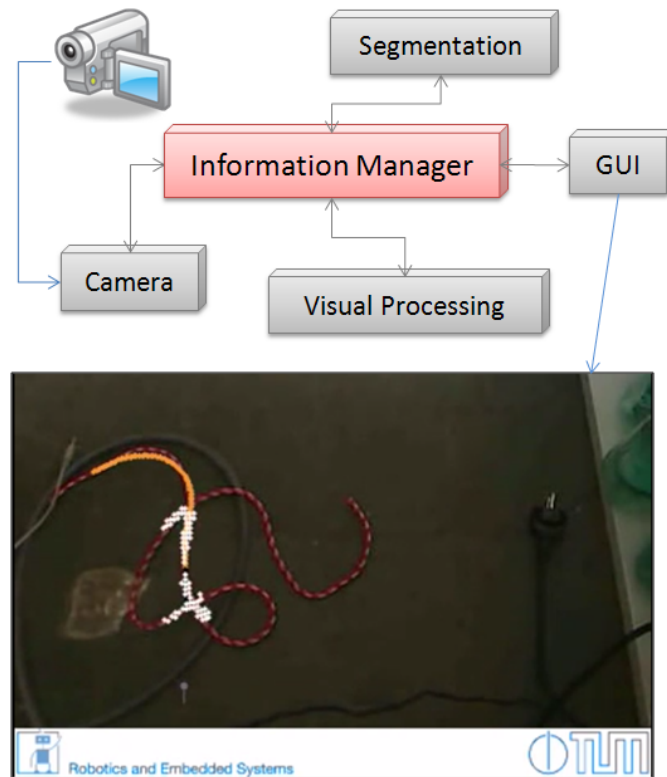 Segmentation
Information Manager
GUI
Camera
Visual Processing
Robotics and Embedded Systems
TUM